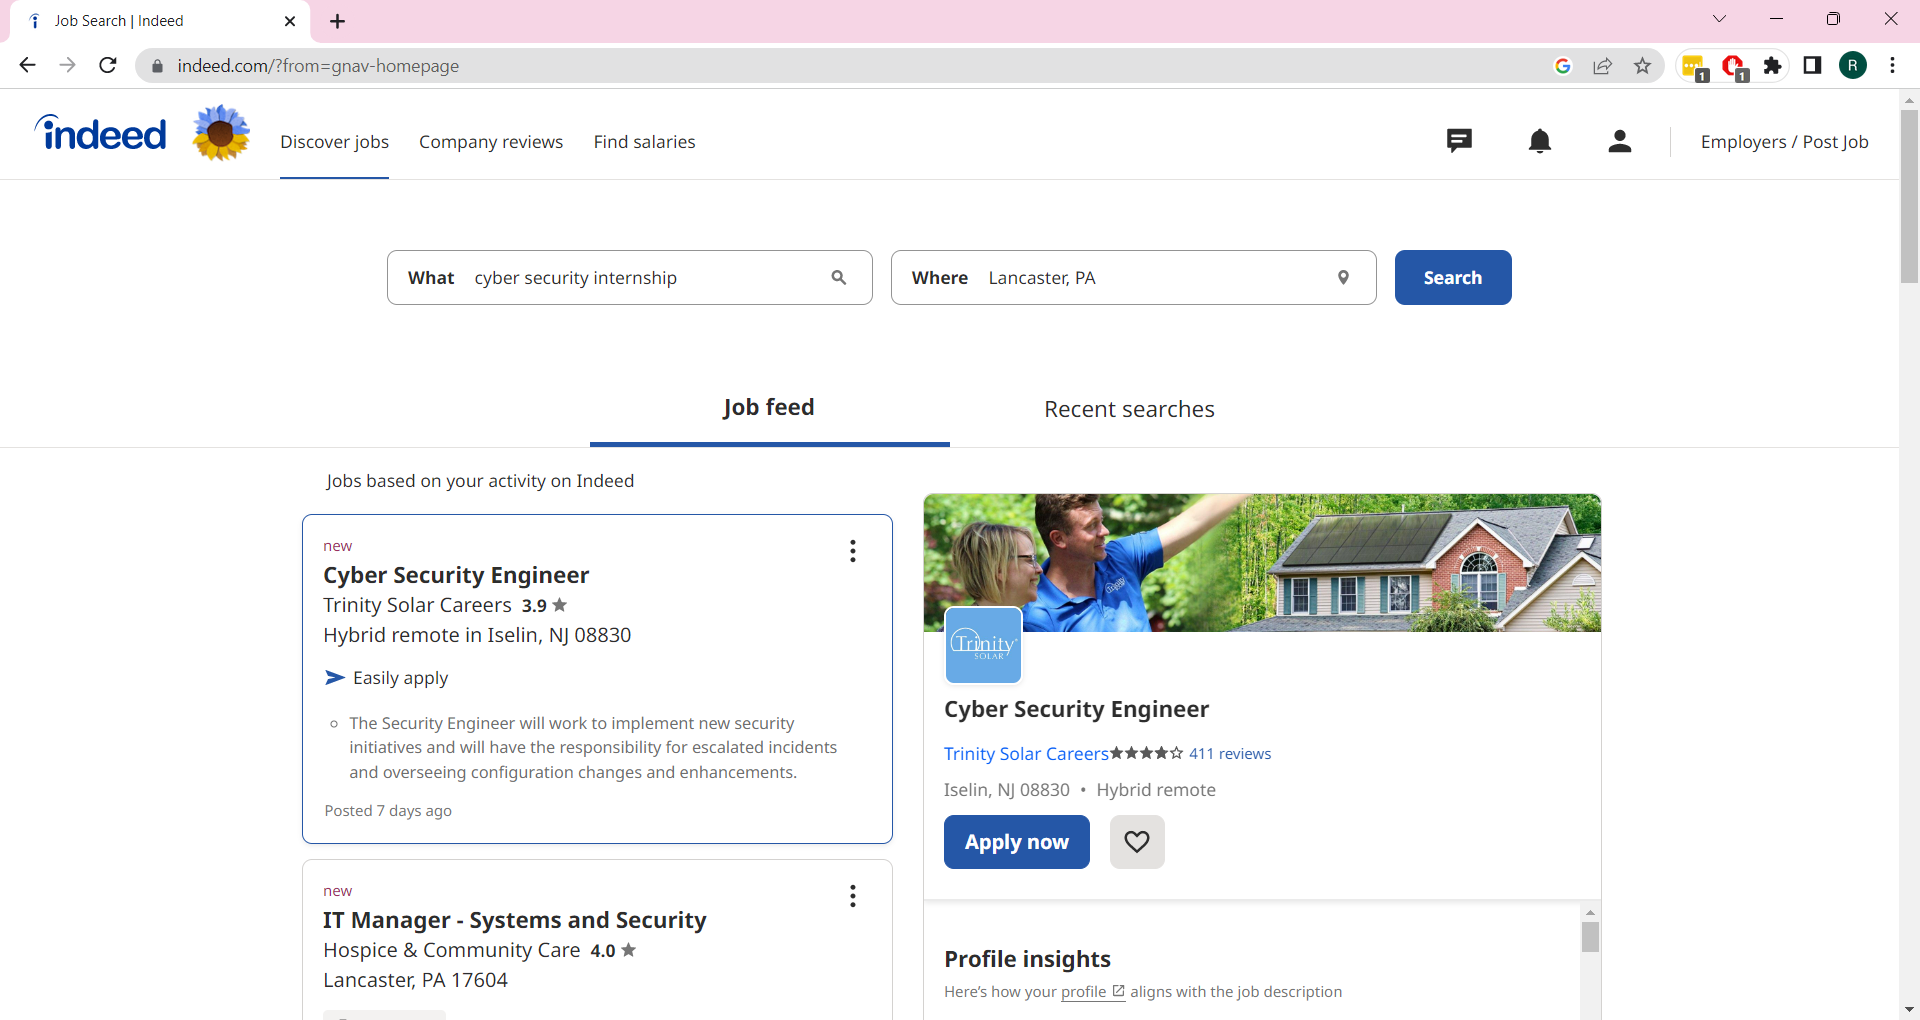 Job Search | Indeed
indeed.com/?from=gnav-homepage
1
1
R
indeed
Discover jobs
Company reviews
Find salaries
Employers / Post Job
What cyber security internship
Where Lancaster, PA
Search
Job feed
Recent searches
Jobs based on your activity on Indeed
new
Cyber Security Engineer
Trinity Solar Careers 3.9
Hybrid remote in Iselin, NJ 08830
Easily apply
The Security Engineer will work to implement new security
initiatives and will have the responsibility for escalated incidents
and overseeing configuration changes and enhancements.
Posted 7 days ago
new
IT Manager - Systems and Security
Hospice & Community Care 4.0
Lancaster, PA 17604
Trinity
SOLAR
Cyber Security Engineer
Trinity Solar Careers 411 reviews
Iselin, NJ 08830 • Hybrid remote
Apply now
Profile insights
Here's how your profile aligns with the job description